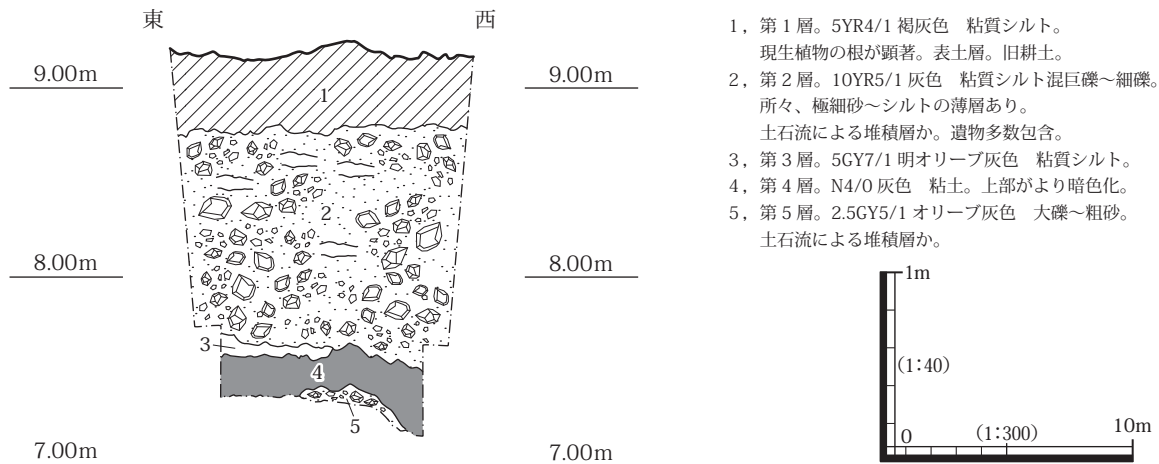 東
西
9.00m
9.00m
8.00m
8.00m
7.00m
7.00m
1
2
3
4
5
1，第１層。5YR4/1 褐灰色　粘質シルト。
現生植物の根が顕著。表土層。旧耕土。
2，第２層。10YR5/1 灰色　粘質シルト混巨礫～細礫。
所々、極細砂～シルトの薄層あり。
土石流による堆積層か。遺物多数包含。
3，第３層。5GY7/1 明オリーブ灰色　粘質シルト。
4，第４層。N4/0 灰色　粘土。上部がより暗色化。
5，第５層。2.5GY5/1 オリーブ灰色　大礫～粗砂。
土石流による堆積層か。
1m
(1:40)
0
(1:300)
10m